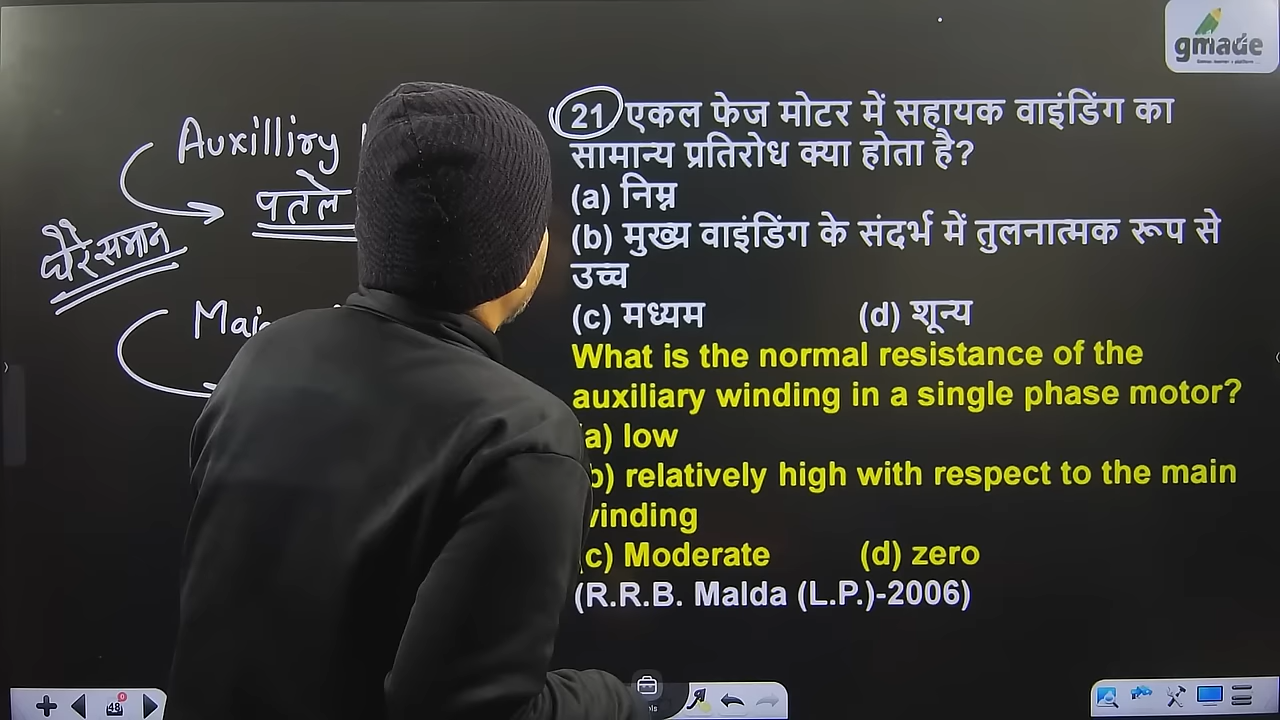 gmade
Auxilliry
पतले
घेरे समान
Mai
21 एकल फेज मोटर में सहायक वाइंडिंग का
सामान्य प्रतिरोध क्या होता है?
(a) निम्न
(b) मुख्य वाइंडिंग के संदर्भ में तुलनात्मक रूप से
उच्च
(c) मध्यम (d) शून्य
What is the normal resistance of the
auxiliary winding in a single phase motor?
a) low
b) relatively high with respect to the main
winding
c) Moderate (d) zero
(R.R.B. Malda (L.P.)-2006)
48